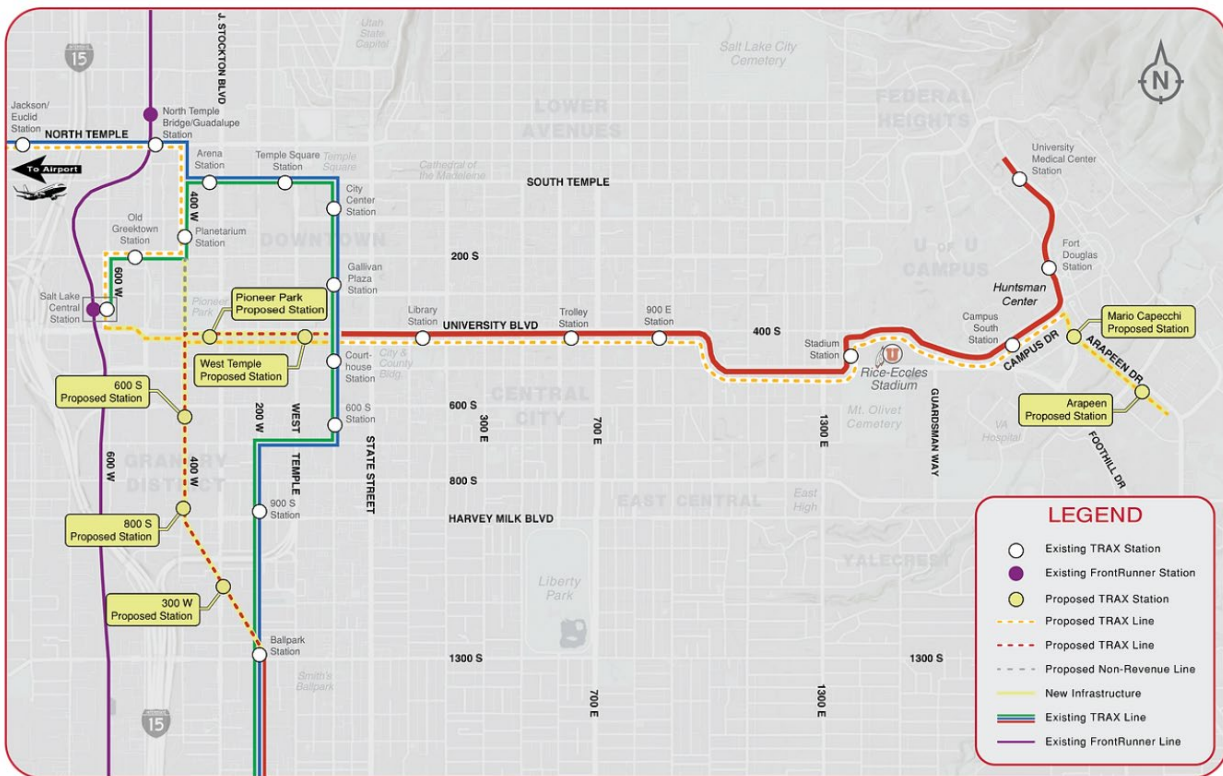 J. STOCKTON BLVD
15
Utah
State
Capitol
Salt Lake City
Cemetery
N
Jackson/
Euclid
Station
NORTH TEMPLE
North Temple
Bridge/Guadalupe
Station
LOWER
AVENUES
FEDERAL
HEIGHTS
To Airport
Arena
Station
Temple Square
Station
Temple
Square
Cathedral of
the Madeleine
SOUTH TEMPLE
University
Medical Center
Station
400 W
City
Center
Station
Old
Greektown
Station
Planetarium
Station
DOWNTOWN
200 S
U OF U
CAMPUS
Fort
Douglas
Station
600 W
Gallivan
Plaza
Station
Huntsman
Center
Salt Lake
Central
Station
Pioneer
Park
Pioneer Park
Proposed Station
Library
Station
UNIVERSITY BLVD
Trolley
Station
900 E
Station
400 S
Campus
South
Station
CAMPUS DR
Mario Capecchi
Proposed Station
ARAPEEN DR
West Temple
Proposed Station
Court-
house
Station
City &
County
Bldg.
Stadium
Station
U
Rice-Eccles
Stadium
600 S
Proposed Station
CENTRAL
CITY
600 S
Station
600 S
300 E
700 E
1300 E
Mt. Olivet
Cemetery
GUARDSMAN WAY
VA
Hospital
Arapeen
Proposed Station
FOOTHILL DR
200 W
WEST
TEMPLE
STATE STREET
GRANARY
DISTRICT
600 W
400 W
800 S
EAST CENTRAL
East
High
900 S
Station
HARVEY MILK BLVD
800 S
Proposed Station
YALECREST
Liberty
Park
300 W
Proposed Station
Ballpark
Station
1300 S
1300 S
Smith's
Ballpark
700 E
1300 E
15
LEGEND
Existing TRAX Station
Existing FrontRunner Station
Proposed TRAX Station
Proposed TRAX Line
Proposed TRAX Line
Proposed Non-Revenue Line
New Infrastructure
Existing TRAX Line
Existing FrontRunner Line